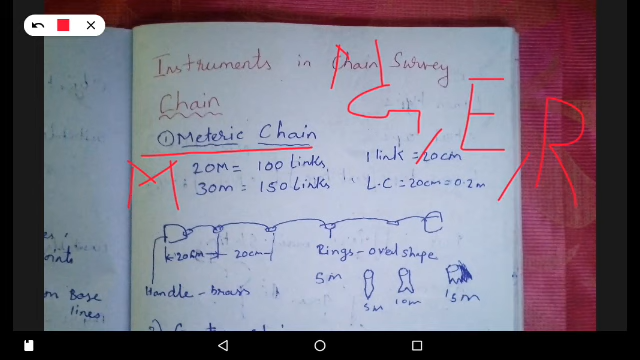 Instruments in Chain Survey
Chain
① Meteric Chain
20M = 100 links
1 link = 20cm
30m = 150 links
L.C = 20cm = 0.2m
M
G
E
R
20cm
20cm
Rings - oval shape
5m
Handle - brass
5m
10m
15m
on Base
lines